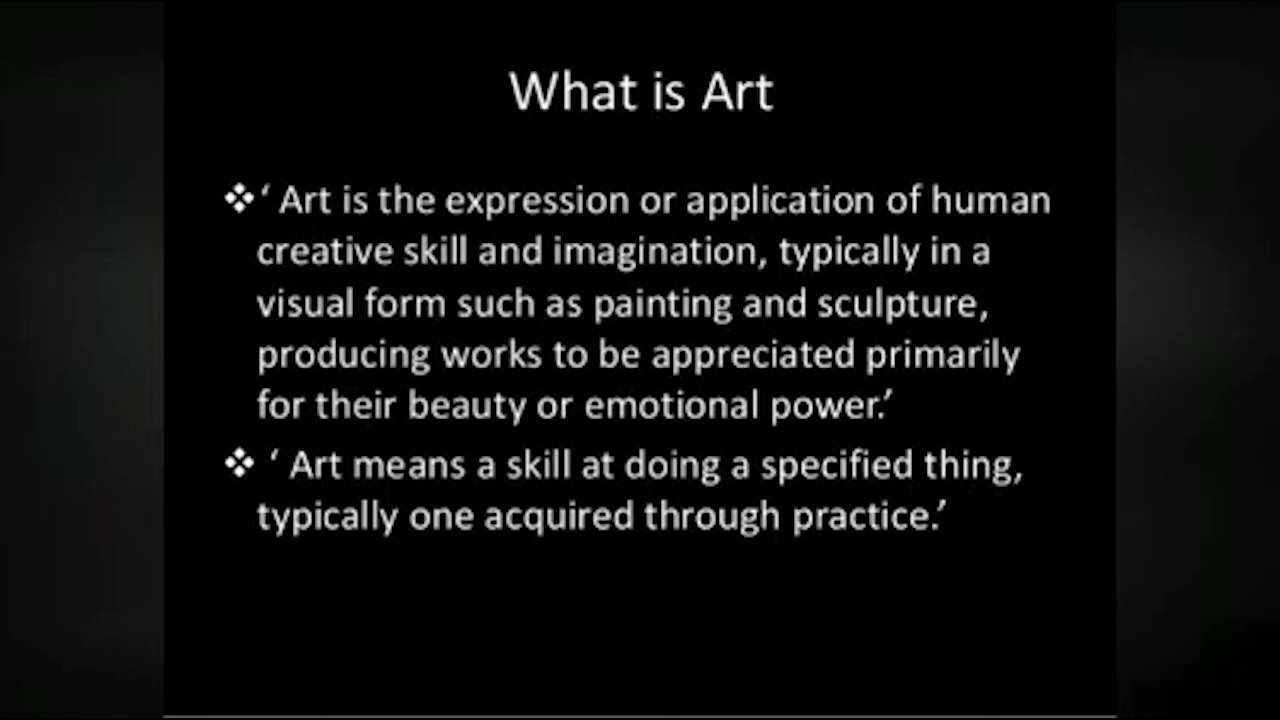 What is Art
❖‘ Art is the expression or application of human
creative skill and imagination, typically in a
visual form such as painting and sculpture,
producing works to be appreciated primarily
for their beauty or emotional power.’
❖ ‘ Art means a skill at doing a specified thing,
typically one acquired through practice.’